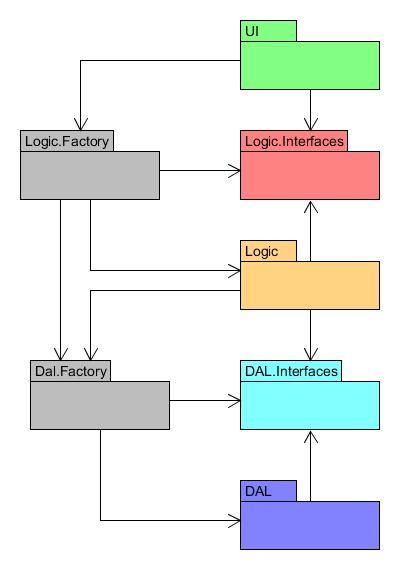 UI
Logic.Factory
Logic.Interfaces
Logic
Dal.Factory
DAL.Interfaces
DAL